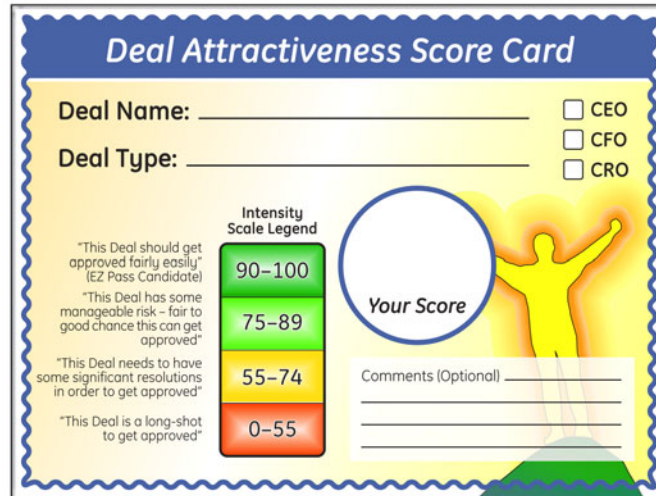 Deal Attractiveness Score Card
Deal Name:
Deal Type:
CEO
CFO
CRO
Intensity
Scale Legend
"This Deal should get
approved fairly easily"
(EZ Pass Candidate)
90–100
"This Deal has some
manageable risk – fair to
good chance this can get
approved"
75–89
"This Deal needs to have
some significant resolutions
in order to get approved"
55–74
"This Deal is a long-shot
to get approved"
0–55
Your Score
Comments (Optional)